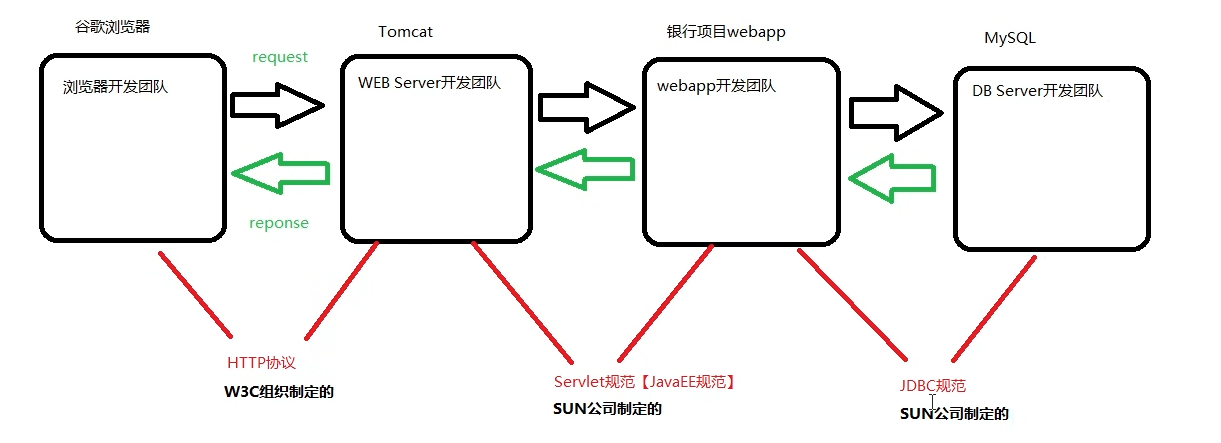 谷歌浏览器
Tomcat
银行项目webapp
MySQL
浏览器开发团队
request
WEB Server开发团队
webapp开发团队
DB Server开发团队
reponse
HTTP协议
W3C组织制定的
Servlet规范【JavaEE规范】
SUN公司制定的
JDBC规范
SUN公司制定的